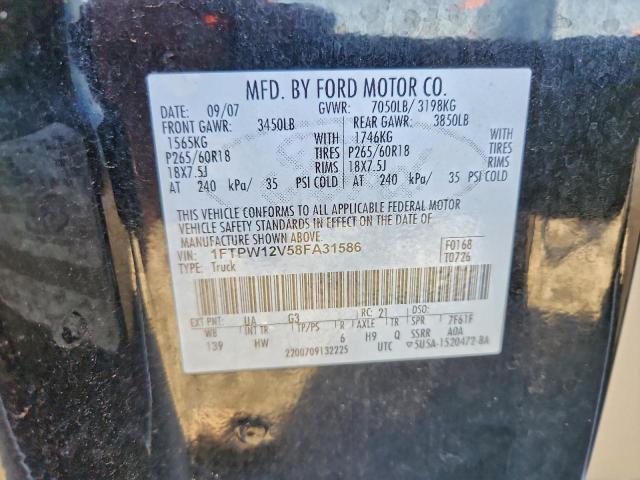 MFD. BY FORD MOTOR CO.
DATE: 09/07 GVWR: 7050LB/ 3198KG
FRONT GAWR: 3450LB REAR GAWR: 3850LB
1565KG WITH 1746KG WITH
P265/60R18 TIRES P265/60R18 TIRES
18X7.5J RIMS 18X7.5J RIMS
AT 240 kPa/ 35 PSI COLD AT 240 kPa/ 35 PSI COLD
THIS VEHICLE CONFORMS TO ALL APPLICABLE FEDERAL MOTOR
VEHICLE SAFETY STANDARDS IN EFFECT ON THE DATE OF
MANUFACTURE SHOWN ABOVE.
VIN: 1FTPW12V58FA31586 F0168
TYPE: Truck T0726
EXT PNT: UA G3 RC: 21 DSO:
WB INT TR TP/PS R AXLE TR SPR 7F61F
139 HW 6 H9 Q SSRR A0A
2200709132225 UTC ▽5U5A-1520472-BA